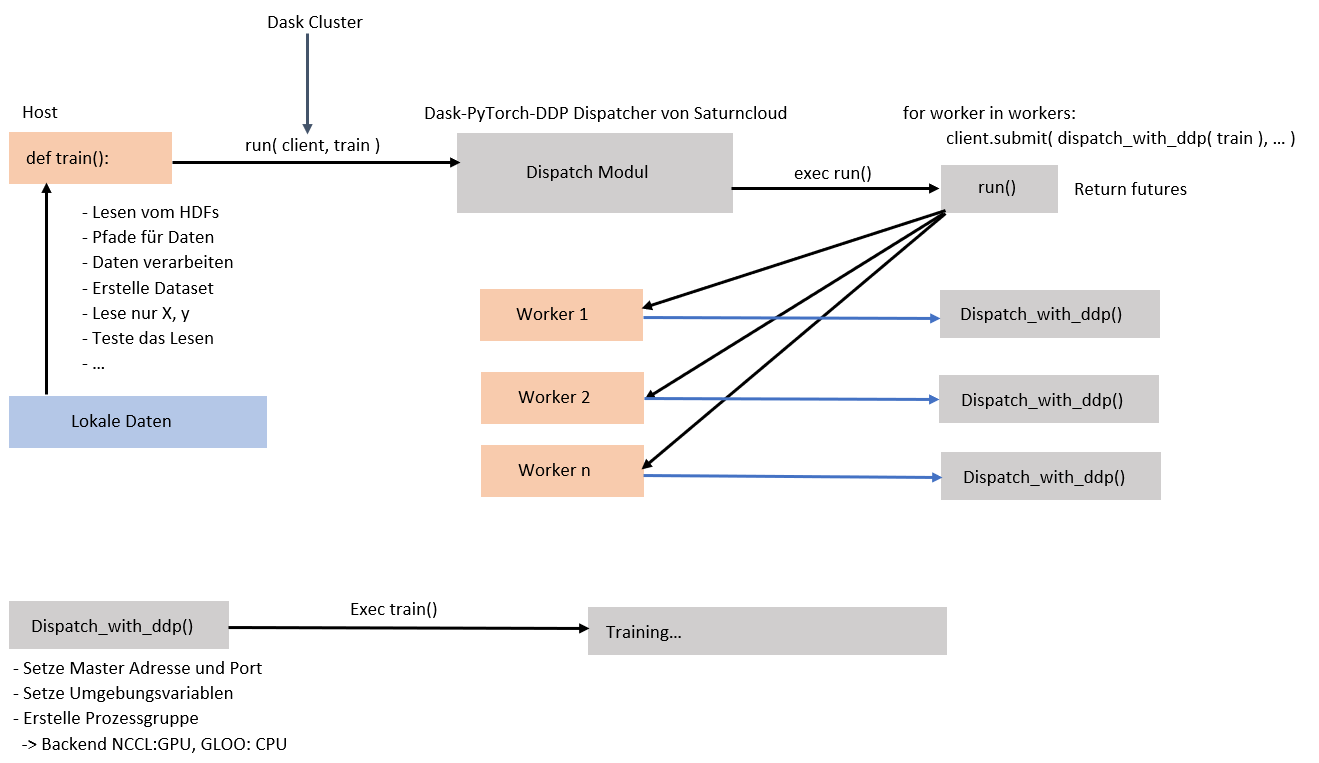 Dask Cluster
Host
def train():
run( client, train )
Dask-PyTorch-DDP Dispatcher von Saturncloud
Dispatch Modul
exec run()
for worker in workers:
client.submit( dispatch_with_ddp( train ), ... )
run()
Return futures
- Lesen vom HDFs
- Pfade für Daten
- Daten verarbeiten
- Erstelle Dataset
- Lese nur X, y
- Teste das Lesen
- ...
Lokale Daten
Worker 1
Dispatch_with_ddp()
Worker 2
Dispatch_with_ddp()
Worker n
Dispatch_with_ddp()
Dispatch_with_ddp()
Exec train()
Training...
- Setze Master Adresse und Port
- Setze Umgebungsvariablen
- Erstelle Prozessgruppe
-> Backend NCCL:GPU, GLOO: CPU